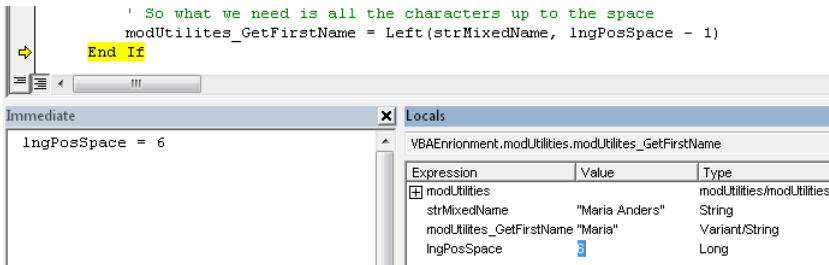 ' So what we need is all the characters up to the space
modUtilites_GetFirstName = Left(strMixedName, lngPosSpace - 1)
End If
Immediate
lngPosSpace = 6
Locals
VBAEnrionment.modUtilities.modUtilites_GetFirstName
Expression Value Type
modUtilities modUtilities/modUtilities
strMixedName "Maria Anders" String
modUtilites_GetFirstName "Maria" Variant/String
lngPosSpace 6 Long